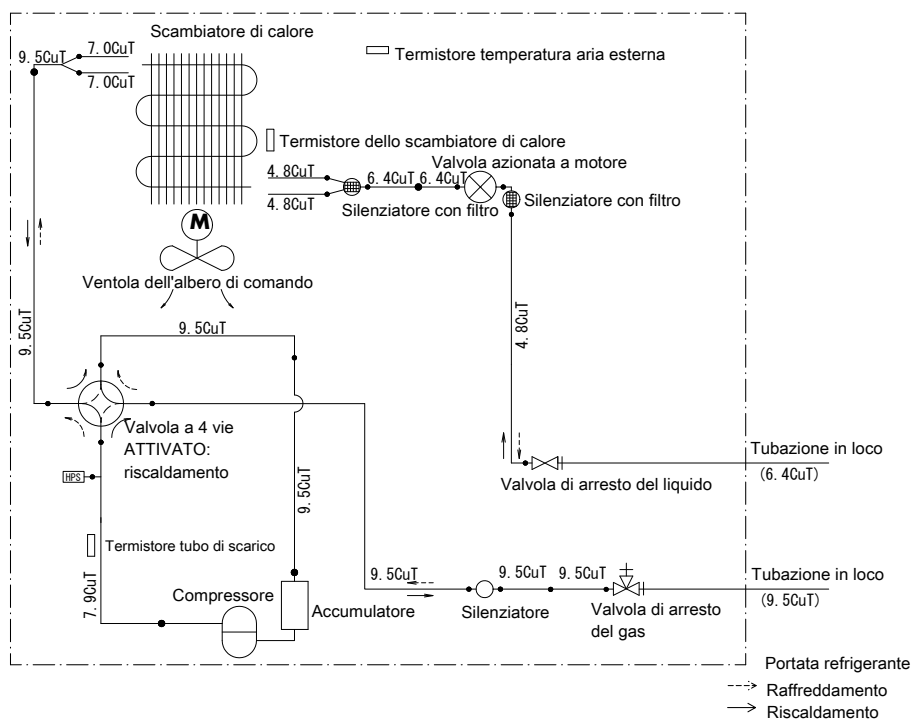 Scambiatore di calore
7.0CuT
9.5CuT
7.0CuT
Termistore temperatura aria esterna
Termistore dello scambiatore di calore
Valvola azionata a motore
4.8CuT
6.4CuT
6.4CuT
4.8CuT
Silenziatore con filtro
Silenziatore con filtro
M
Ventola dell'albero di comando
9.5CuT
9.5CuT
4.8CuT
Valvola a 4 vie
ATTIVATO:
riscaldamento
HPS
9.5CuT
Tubazione in loco
(6.4CuT)
Valvola di arresto del liquido
Termistore tubo di scarico
7.9CuT
Compressore
Accumulatore
9.5CuT
9.5CuT
9.5CuT
Silenziatore
Valvola di arresto
del gas
Tubazione in loco
(9.5CuT)
Portata refrigerante
Raffreddamento
Riscaldamento